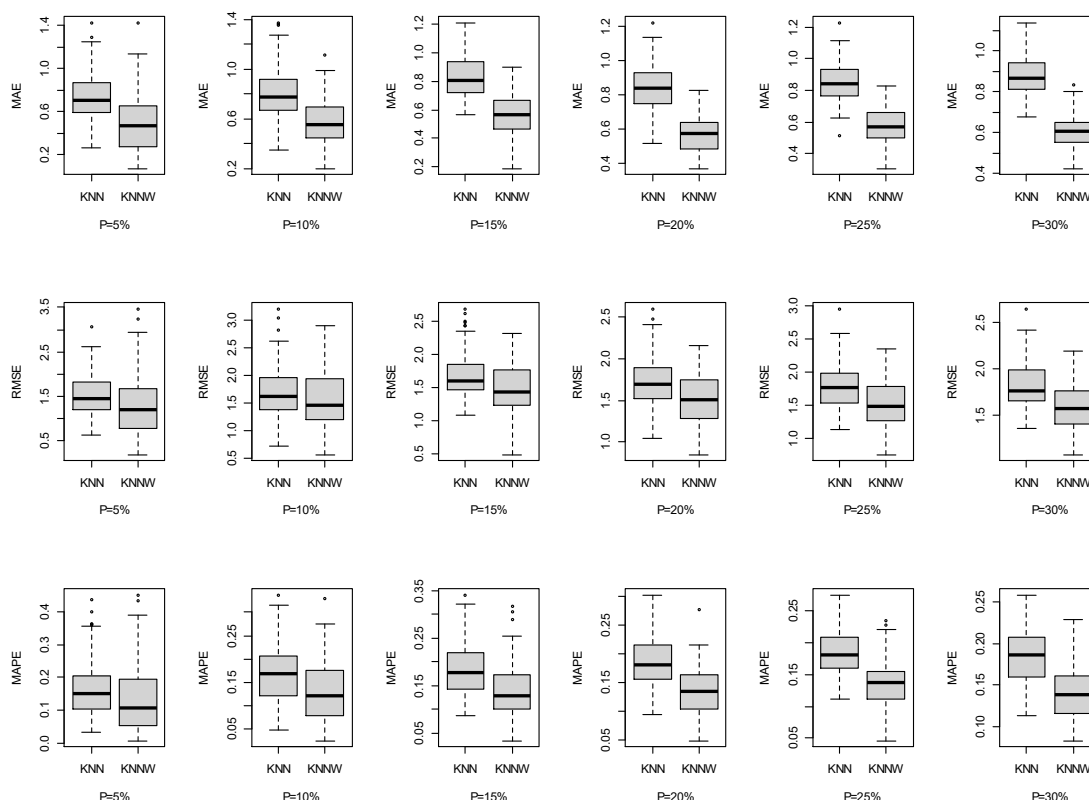 MAE
0.2 0.6 1.0 1.4
KNN KNNW
P=5%
MAE
0.2 0.6 1.0 1.4
KNN KNNW
P=10%
MAE
0.2 0.4 0.6 0.8 1.0 1.2
KNN KNNW
P=15%
MAE
0.4 0.6 0.8 1.0 1.2
KNN KNNW
P=20%
MAE
0.4 0.6 0.8 1.0 1.2
KNN KNNW
P=25%
MAE
0.4 0.6 0.8 1.0
KNN KNNW
P=30%
RMSE
0.5 1.5 2.5 3.5
KNN KNNW
P=5%
RMSE
0.5 1.0 1.5 2.0 2.5 3.0
KNN KNNW
P=10%
RMSE
0.5 1.0 1.5 2.0 2.5
KNN KNNW
P=15%
RMSE
1.0 1.5 2.0 2.5
KNN KNNW
P=20%
RMSE
1.0 1.5 2.0 2.5 3.0
KNN KNNW
P=25%
RMSE
1.5 2.0 2.5
KNN KNNW
P=30%
MAPE
0.0 0.1 0.2 0.3 0.4
KNN KNNW
P=5%
MAPE
0.05 0.15 0.25
KNN KNNW
P=10%
MAPE
0.05 0.15 0.25 0.35
KNN KNNW
P=15%
MAPE
0.05 0.15 0.25
KNN KNNW
P=20%
MAPE
0.05 0.15 0.25
KNN KNNW
P=25%
MAPE
0.10 0.15 0.20 0.25
KNN KNNW
P=30%